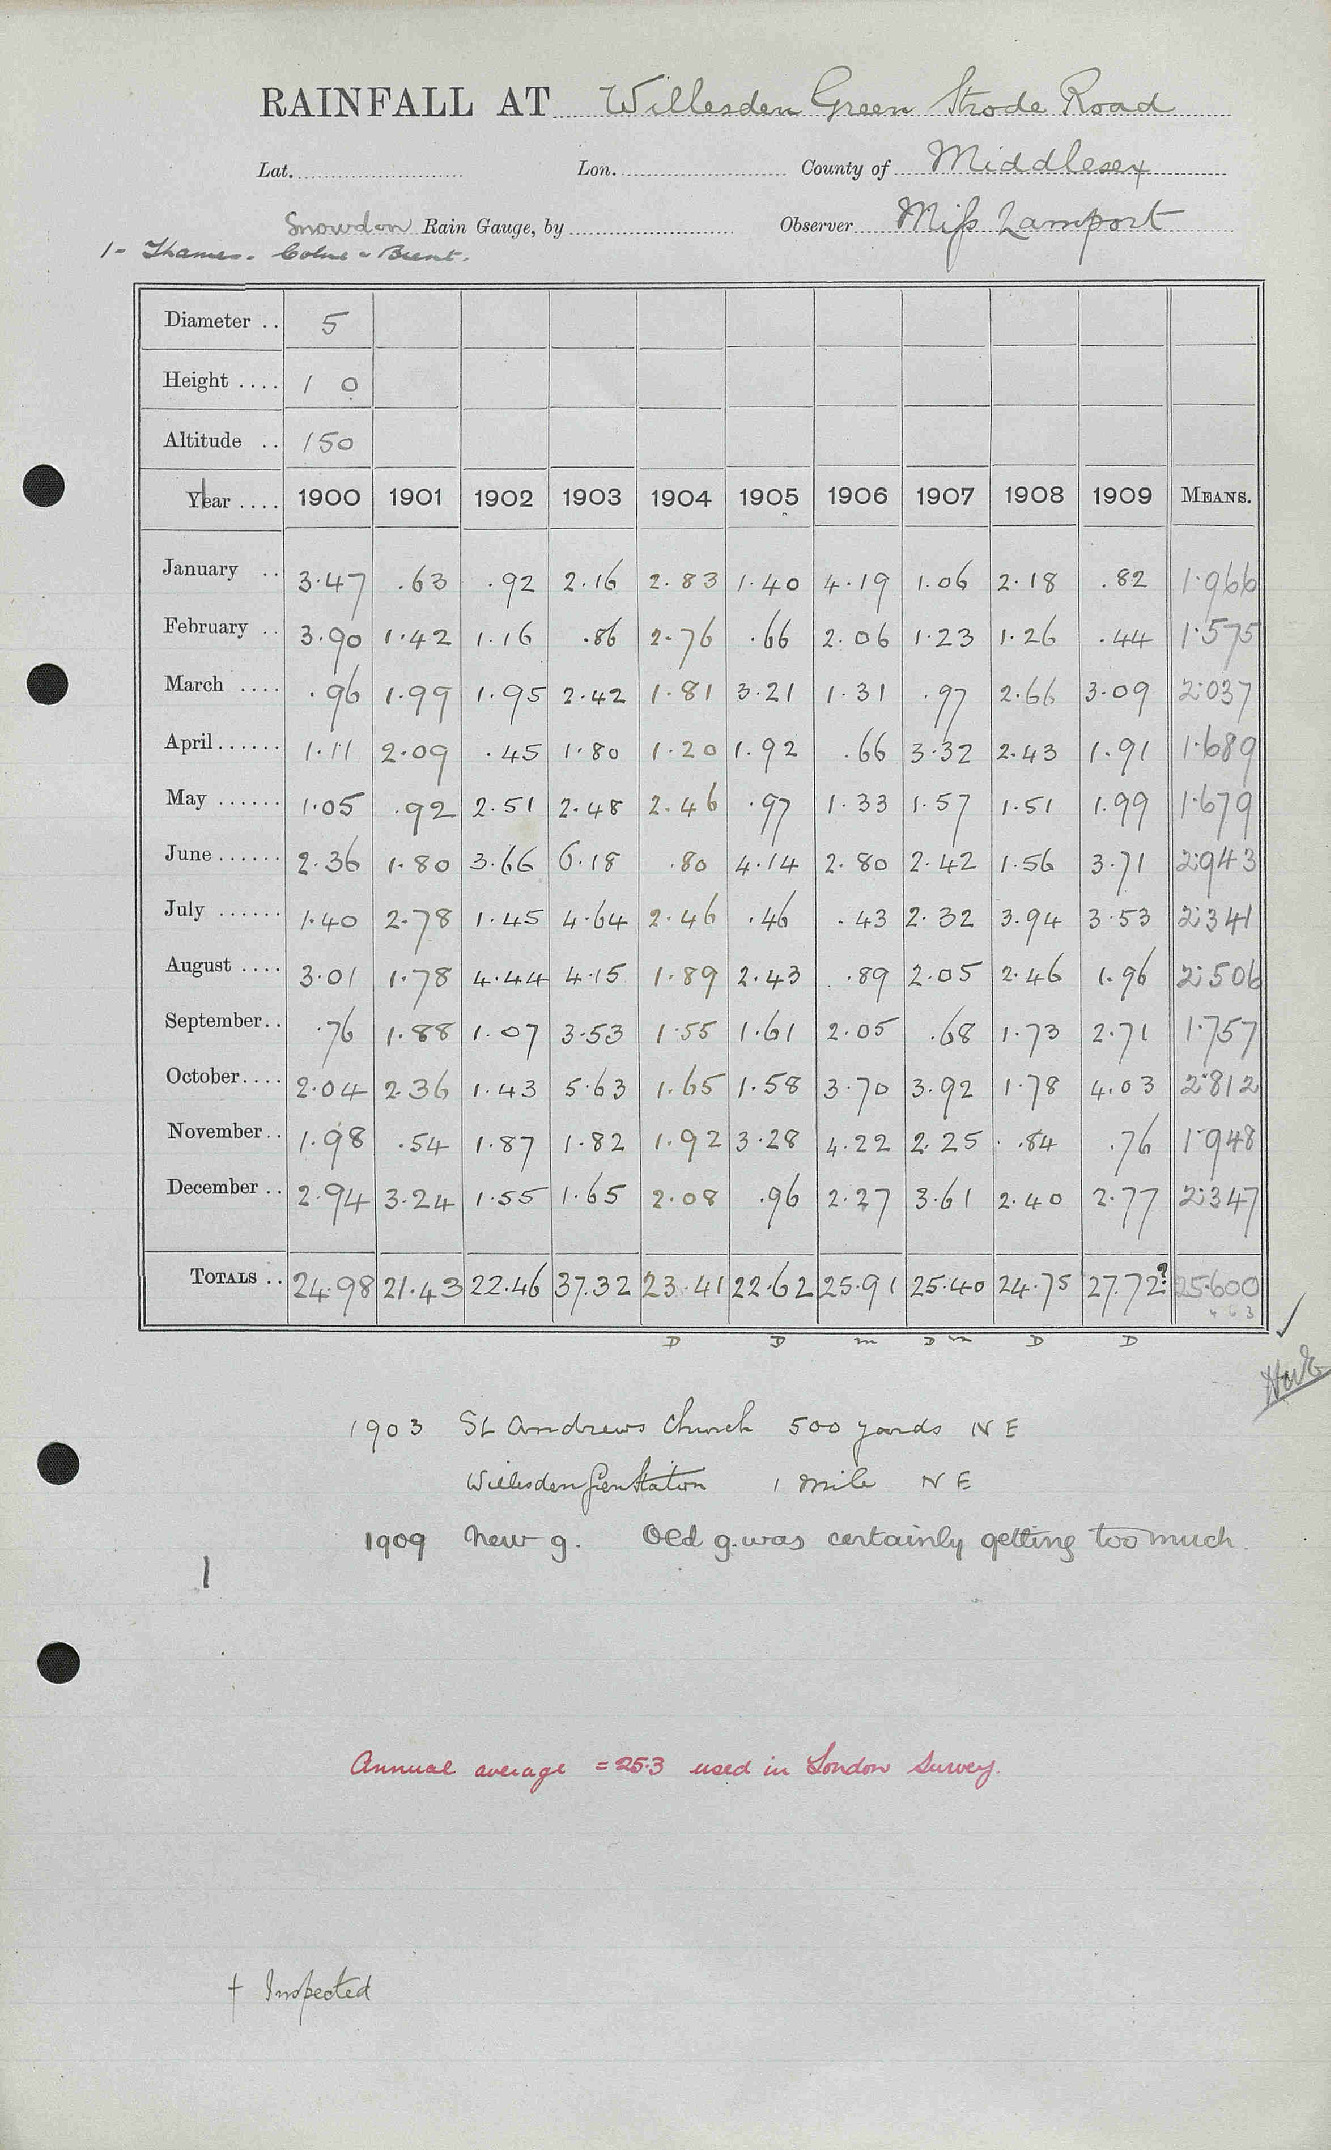 RAINFALL AT Willesden Green Strode Road
Lat. Lon. County of Middlesex
Snowdon Rain Gauge, by Observer Miss Lamport
1 - Thames. Colne & Brent.
Diameter .. 5
Height .... 1 0
Altitude .. 150
Year .... 1900 1901 1902 1903 1904 1905 1906 1907 1908 1909 MEANS.
January .. 3.47 .63 .92 2.16 2.83 1.40 4.19 1.06 2.18 .82 1.966
February .. 3.90 1.42 1.16 .86 2.76 .66 2.06 1.23 1.26 .44 1.575
March .... .96 1.99 1.95 2.42 1.81 3.21 1.31 .97 2.66 3.09 2.037
April ...... 1.11 2.09 .45 1.80 1.20 1.92 .66 3.32 2.43 1.91 1.689
May ...... 1.05 .92 2.51 2.48 2.46 .97 1.33 1.57 1.51 1.99 1.679
June ...... 2.36 1.80 3.66 6.18 .80 4.14 2.80 2.42 1.56 3.71 2.943
July ...... 1.40 2.78 1.45 4.64 2.46 .46 .43 2.32 3.94 3.53 2.341
August .... 3.01 1.78 4.44 4.15 1.89 2.43 .89 2.05 2.46 1.96 2.506
September .. .76 1.88 1.07 3.53 1.55 1.61 2.05 .68 1.73 2.71 1.757
October .... 2.04 2.36 1.43 5.63 1.65 1.58 3.70 3.92 1.78 4.03 2.812
November .. 1.98 .54 1.87 1.82 1.92 3.28 4.22 2.25 .84 .76 1.948
December .. 2.94 3.24 1.55 1.65 2.08 .96 2.27 3.61 2.40 2.77 2.347
TOTALS .. 24.98 21.43 22.46 37.32 23.41 22.62 25.91 25.40 24.75 27.72? 25.600
4 6 3
D D m D m D D
1903 St Andrews Church 500 yards N E
Willesden Green Station 1 mile N E
1909 New g. Old g. was certainly getting too much.
1
Annual average = 25.3 used in London Survey.
† Inspected